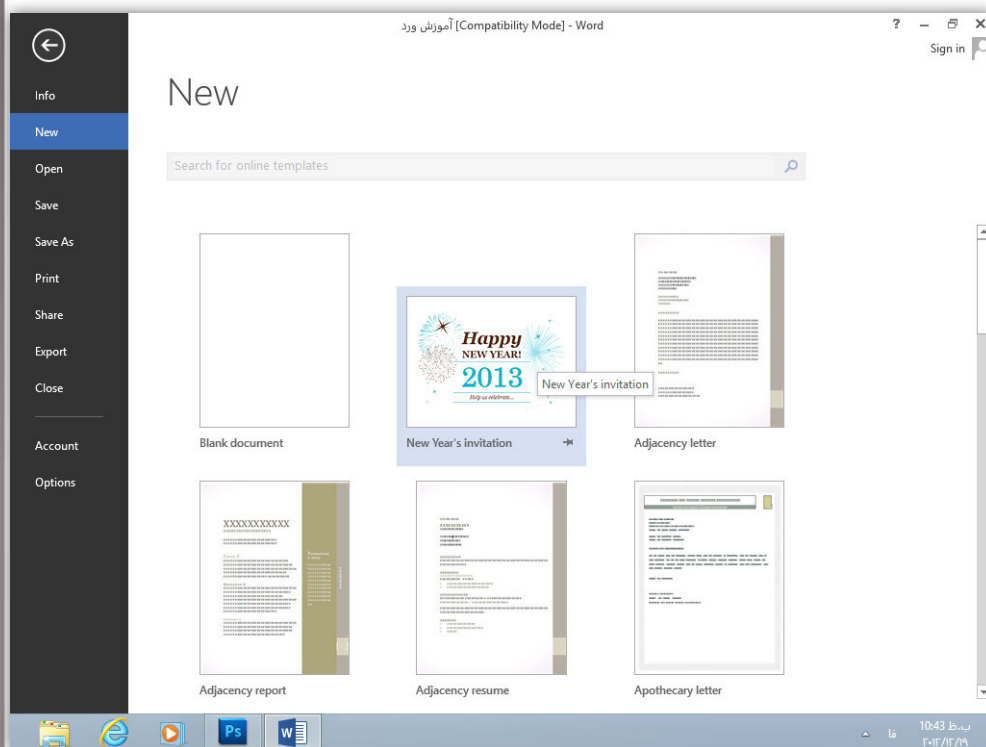 آموزش ورد [Compatibility Mode] - Word
?
Sign in
Info
New
Open
Save
Save As
Print
Share
Export
Close
Account
Options
New
Search for online templates
Happy
NEW YEAR!
2013
Help us celebrate...
New Year's invitation
Blank document
New Year's invitation
Adjacency letter
XXXXXXXXXXX
Adjacency report
Adjacency resume
Apothecary letter
Ps
W
فا
10:43 ب.ظ
۲۰۱۲/۱۲/۱۹